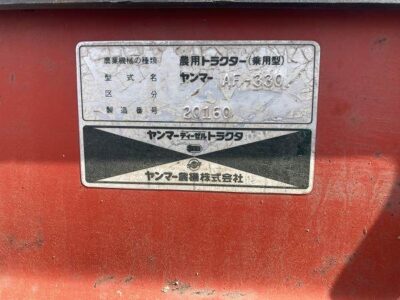 農業機械の種類 農用トラクター(乗用型)
型式名 ヤンマー AF-330
区分
製造番号 20160
ヤンマーディーゼルトラクタ
ヤンマー農機株式会社